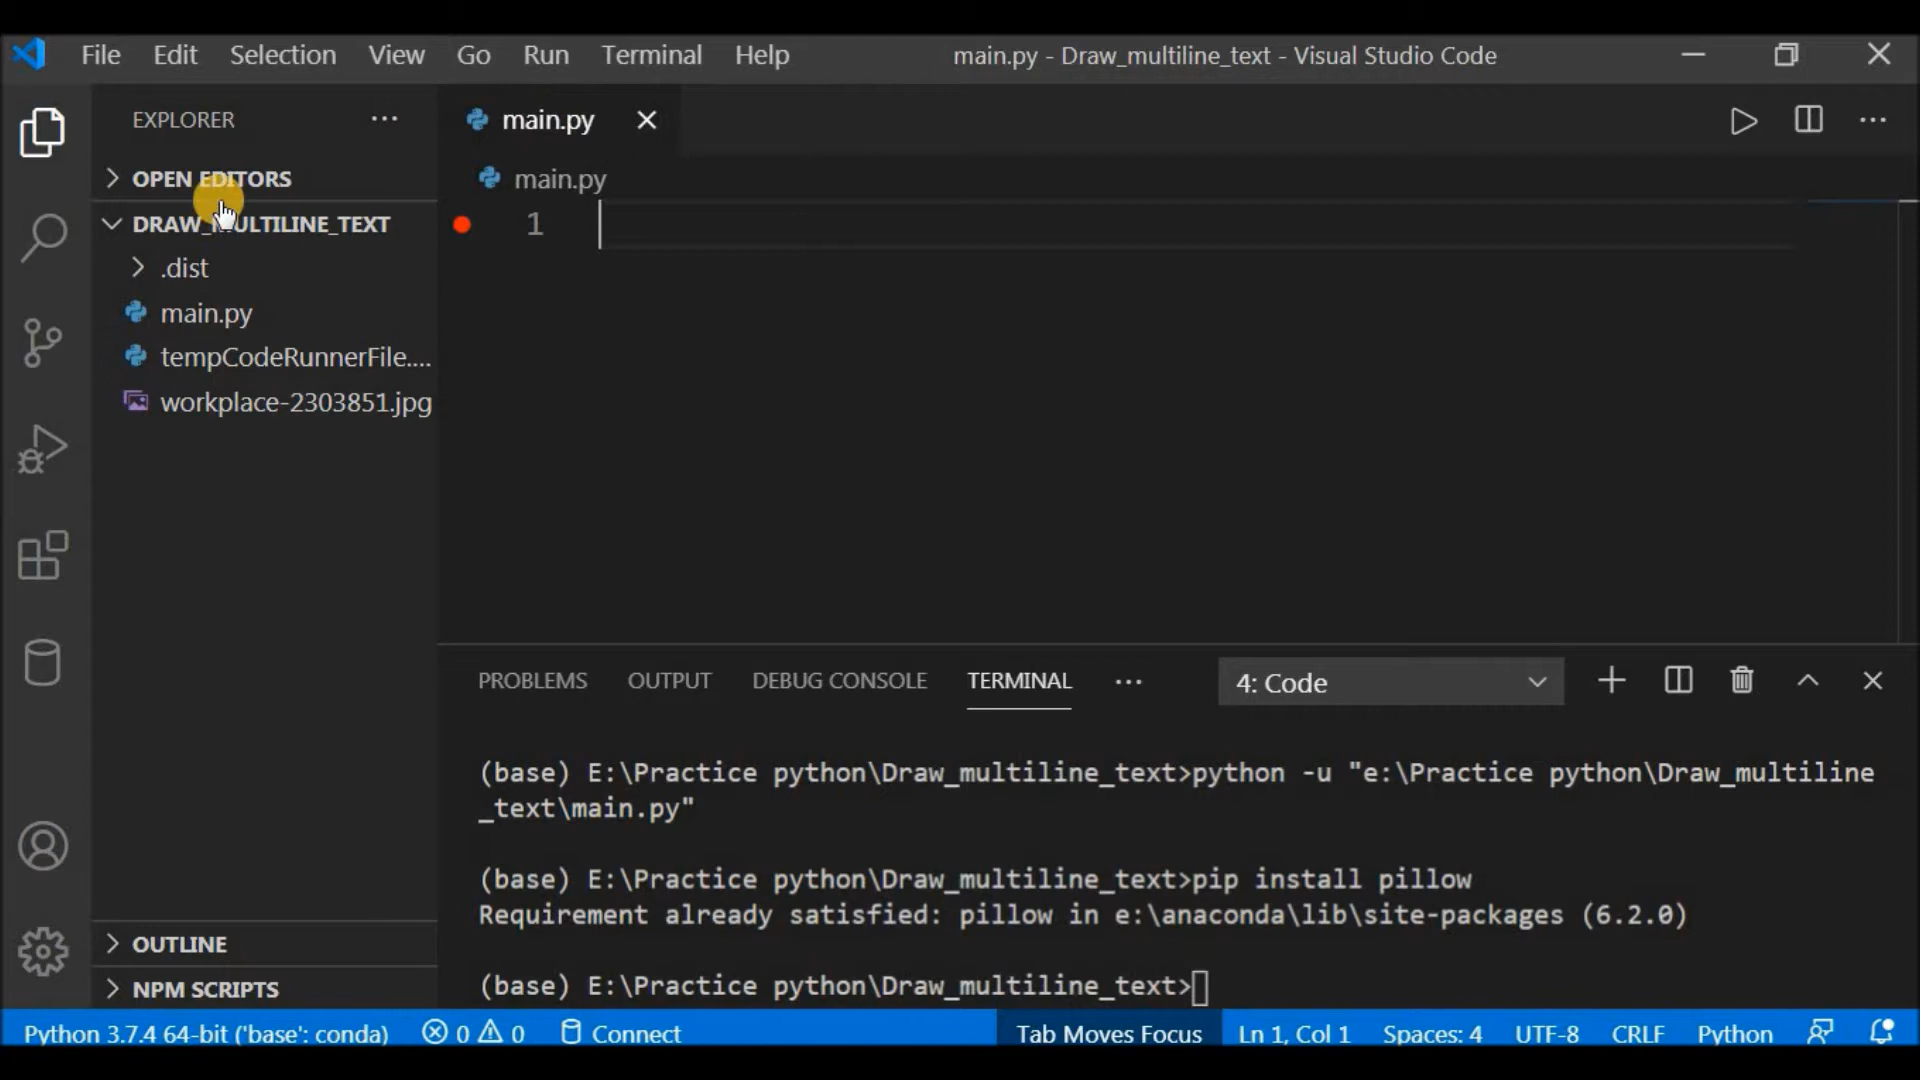 File Edit Selection View Go Run Terminal Help main.py - Draw_multiline_text - Visual Studio Code
EXPLORER
main.py
OPEN EDITORS
main.py
DRAW_MULTILINE_TEXT
1
.dist
main.py
tempCodeRunnerFile....
workplace-2303851.jpg
PROBLEMS OUTPUT DEBUG CONSOLE TERMINAL 4: Code
(base) E:\Practice python\Draw_multiline_text>python -u "e:\Practice python\Draw_multiline
_text\main.py"
(base) E:\Practice python\Draw_multiline_text>pip install pillow
Requirement already satisfied: pillow in e:\anaconda\lib\site-packages (6.2.0)
(base) E:\Practice python\Draw_multiline_text>
OUTLINE
NPM SCRIPTS
Python 3.7.4 64-bit ('base': conda) 0 0 Connect Tab Moves Focus Ln 1, Col 1 Spaces: 4 UTF-8 CRLF Python